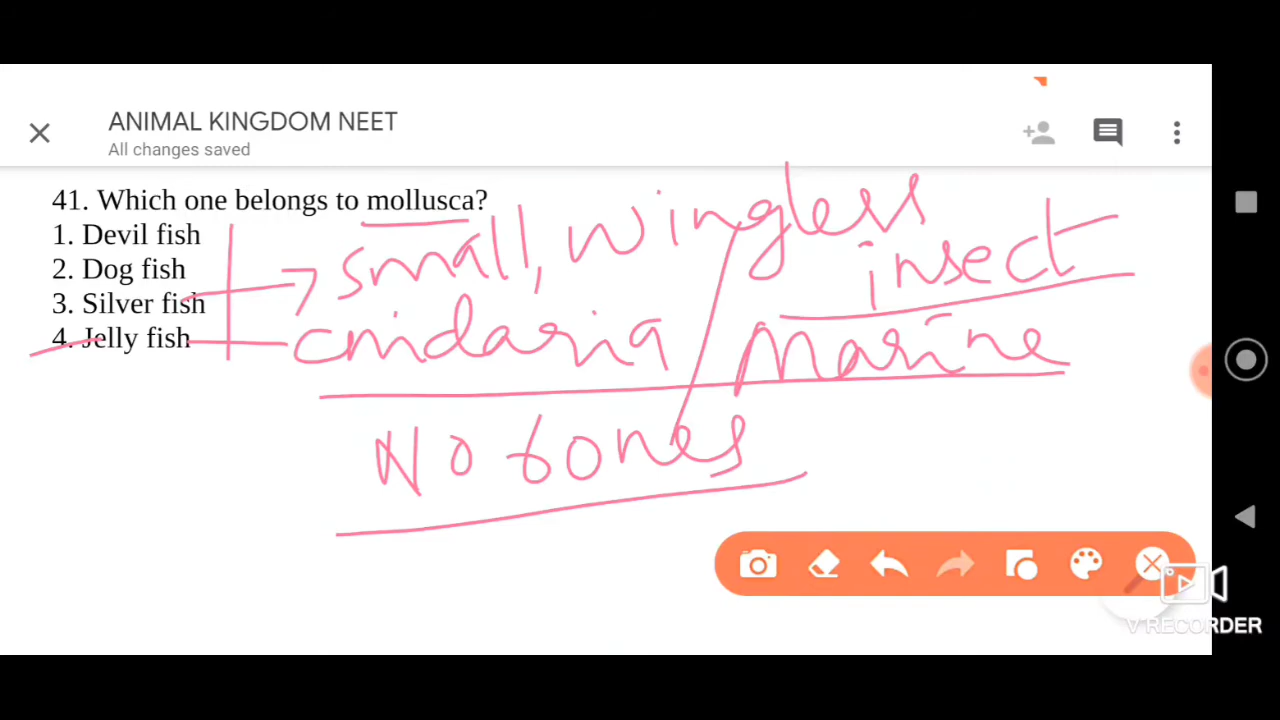 ANIMAL KINGDOM NEET
All changes saved
41. Which one belongs to mollusca?
1. Devil fish
2. Dog fish
3. Silver fish
4. Jelly fish
small, wingless
insect
cnidaria / Marine
No bones
V RECORDER